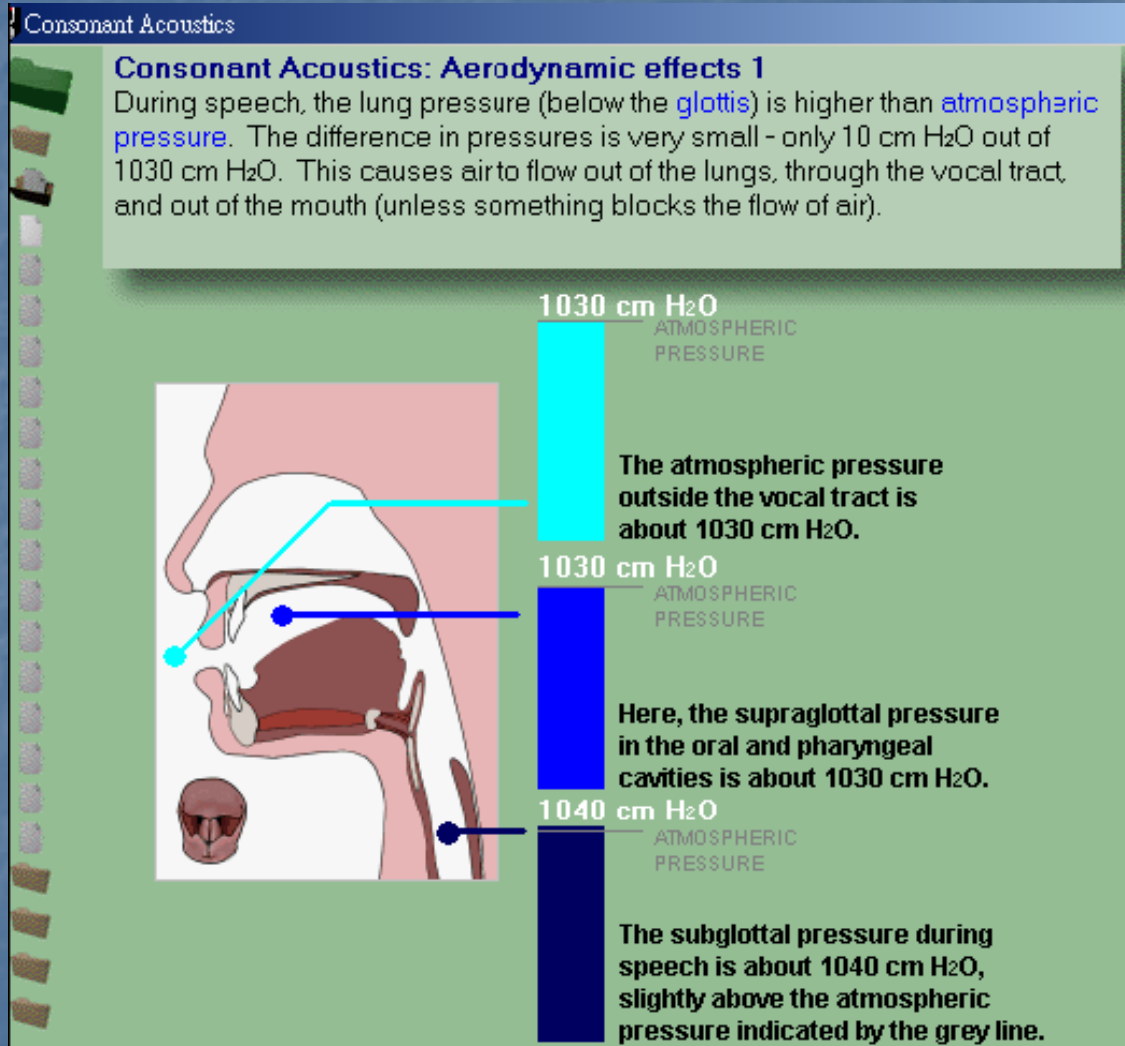 Consonant Acoustics
Consonant Acoustics: Aerodynamic effects 1
During speech, the lung pressure (below the glottis) is higher than atmospheric
pressure. The difference in pressures is very small - only 10 cm H₂O out of
1030 cm H₂O. This causes air to flow out of the lungs, through the vocal tract,
and out of the mouth (unless something blocks the flow of air).
1030 cm H₂O
ATMOSPHERIC
PRESSURE
The atmospheric pressure
outside the vocal tract is
about 1030 cm H₂O.
1030 cm H₂O
ATMOSPHERIC
PRESSURE
Here, the supraglottal pressure
in the oral and pharyngeal
cavities is about 1030 cm H₂O.
1040 cm H₂O
ATMOSPHERIC
PRESSURE
The subglottal pressure during
speech is about 1040 cm H₂O,
slightly above the atmospheric
pressure indicated by the grey line.